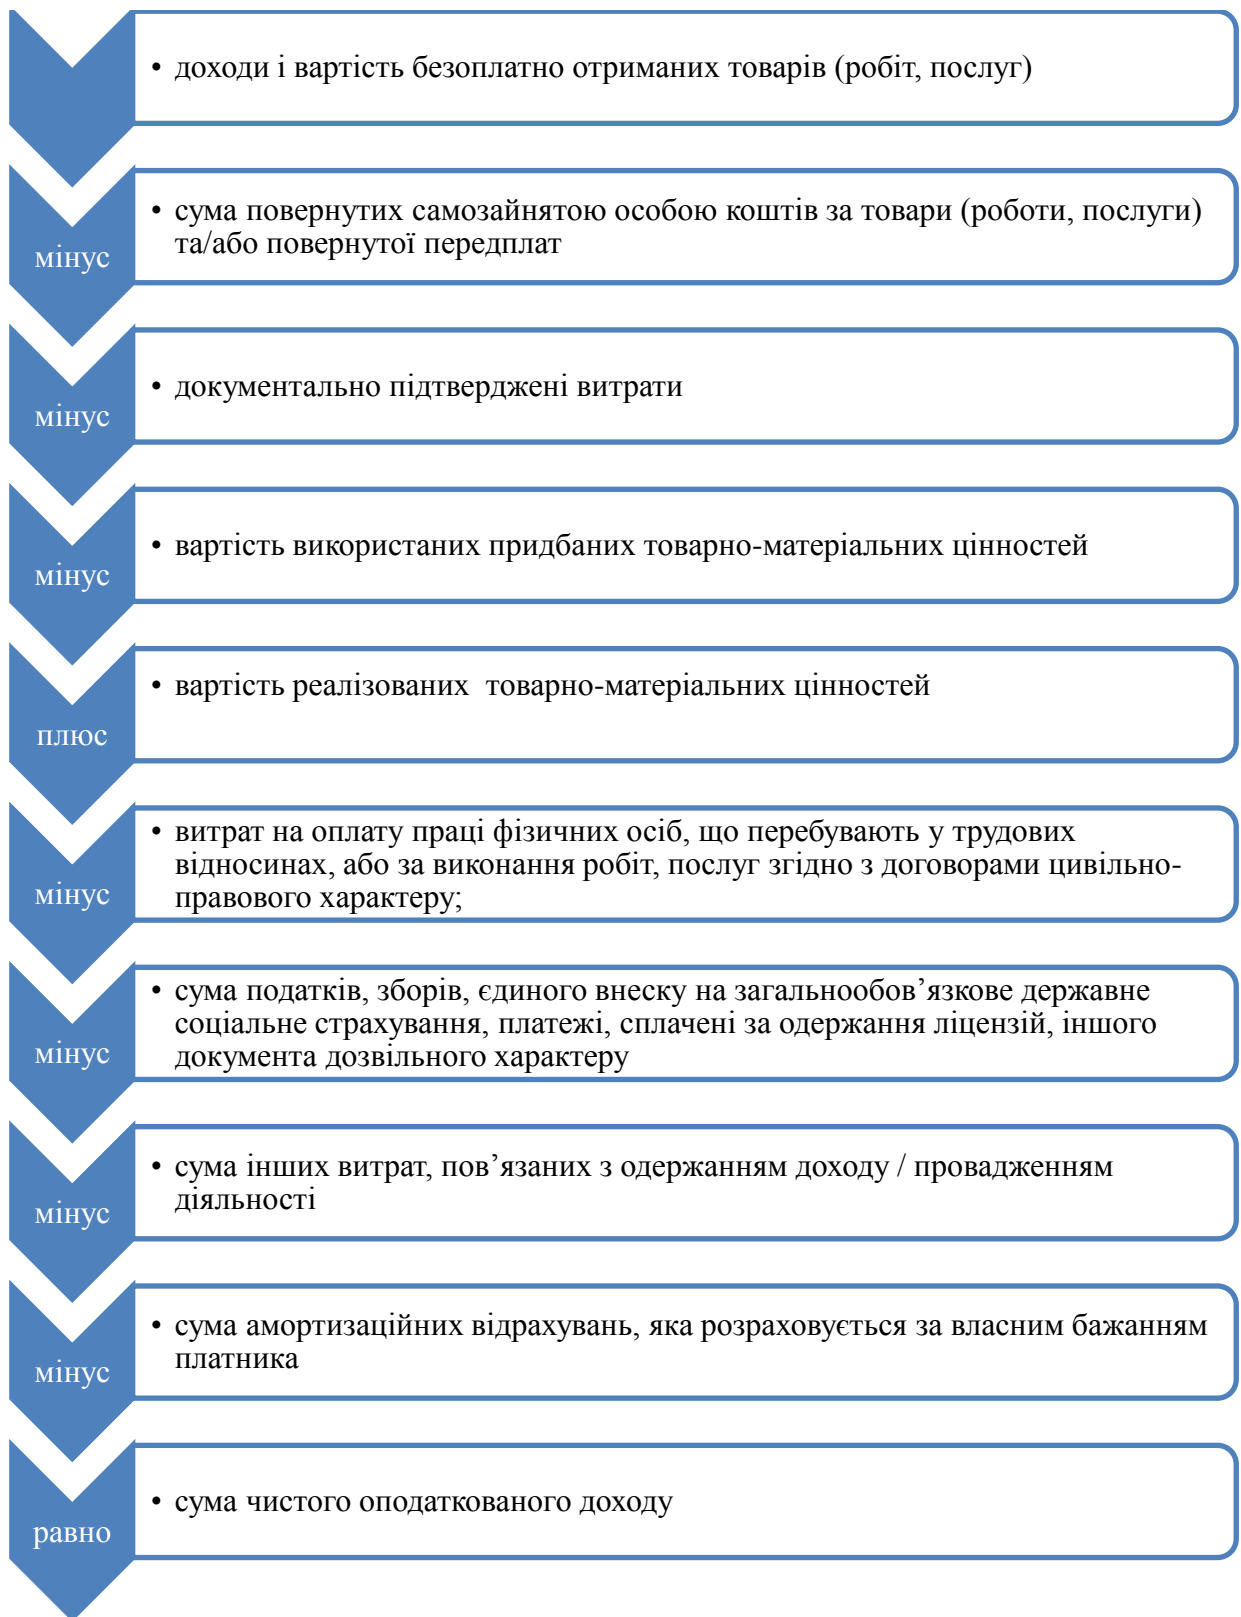 • доходи і вартість безоплатно отриманих товарів (робіт, послуг)
• сума повернутих самозайнятою особою коштів за товари (роботи, послуги)
та/або повернутої передплат
мінус
• документально підтверджені витрати
мінус
• вартість використаних придбаних товарно-матеріальних цінностей
мінус
• вартість реалізованих  товарно-матеріальних цінностей
плюс
• витрат на оплату праці фізичних осіб, що перебувають у трудових
відносинах, або за виконання робіт, послуг згідно з договорами цивільно-
правового характеру;
мінус
• сума податків, зборів, єдиного внеску на загальнообов’язкове державне
соціальне страхування, платежі, сплачені за одержання ліцензій, іншого
документа дозвільного характеру
мінус
• сума інших витрат, пов’язаних з одержанням доходу / провадженням
діяльності
мінус
• сума амортизаційних відрахувань, яка розраховується за власним бажанням
платника
мінус
• сума чистого оподаткованого доходу
равно